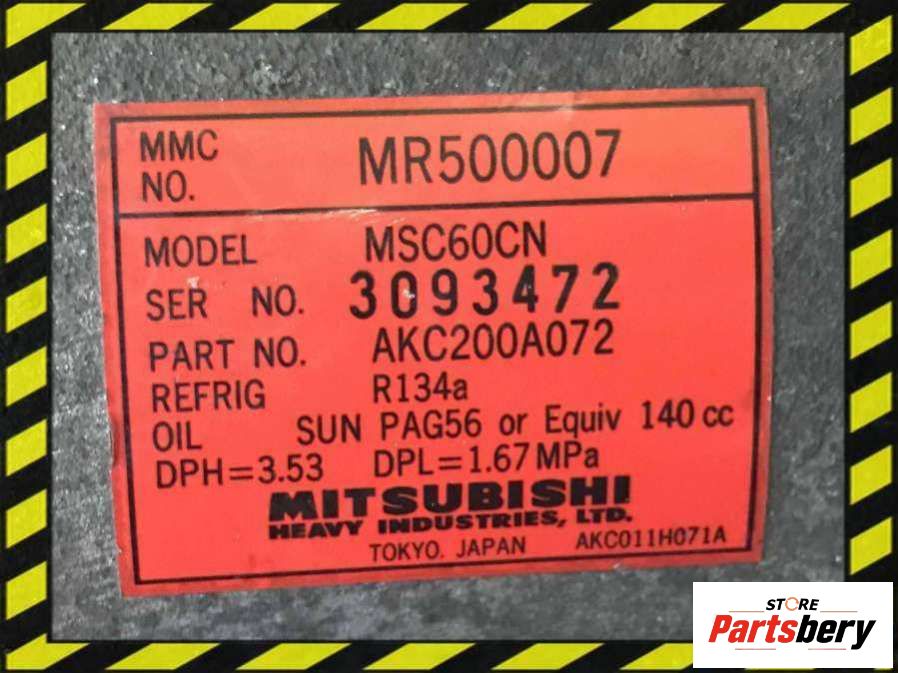 MMC NO. MR500007
MODEL MSC60CN
SER NO. 3093472
PART NO. AKC200A072
REFRIG R134a
OIL SUN PAG56 or Equiv 140 cc
DPH=3.53 DPL=1.67 MPa
MITSUBISHI
HEAVY INDUSTRIES, LTD.
TOKYO. JAPAN AKC011H071A
STORE
Partsbery